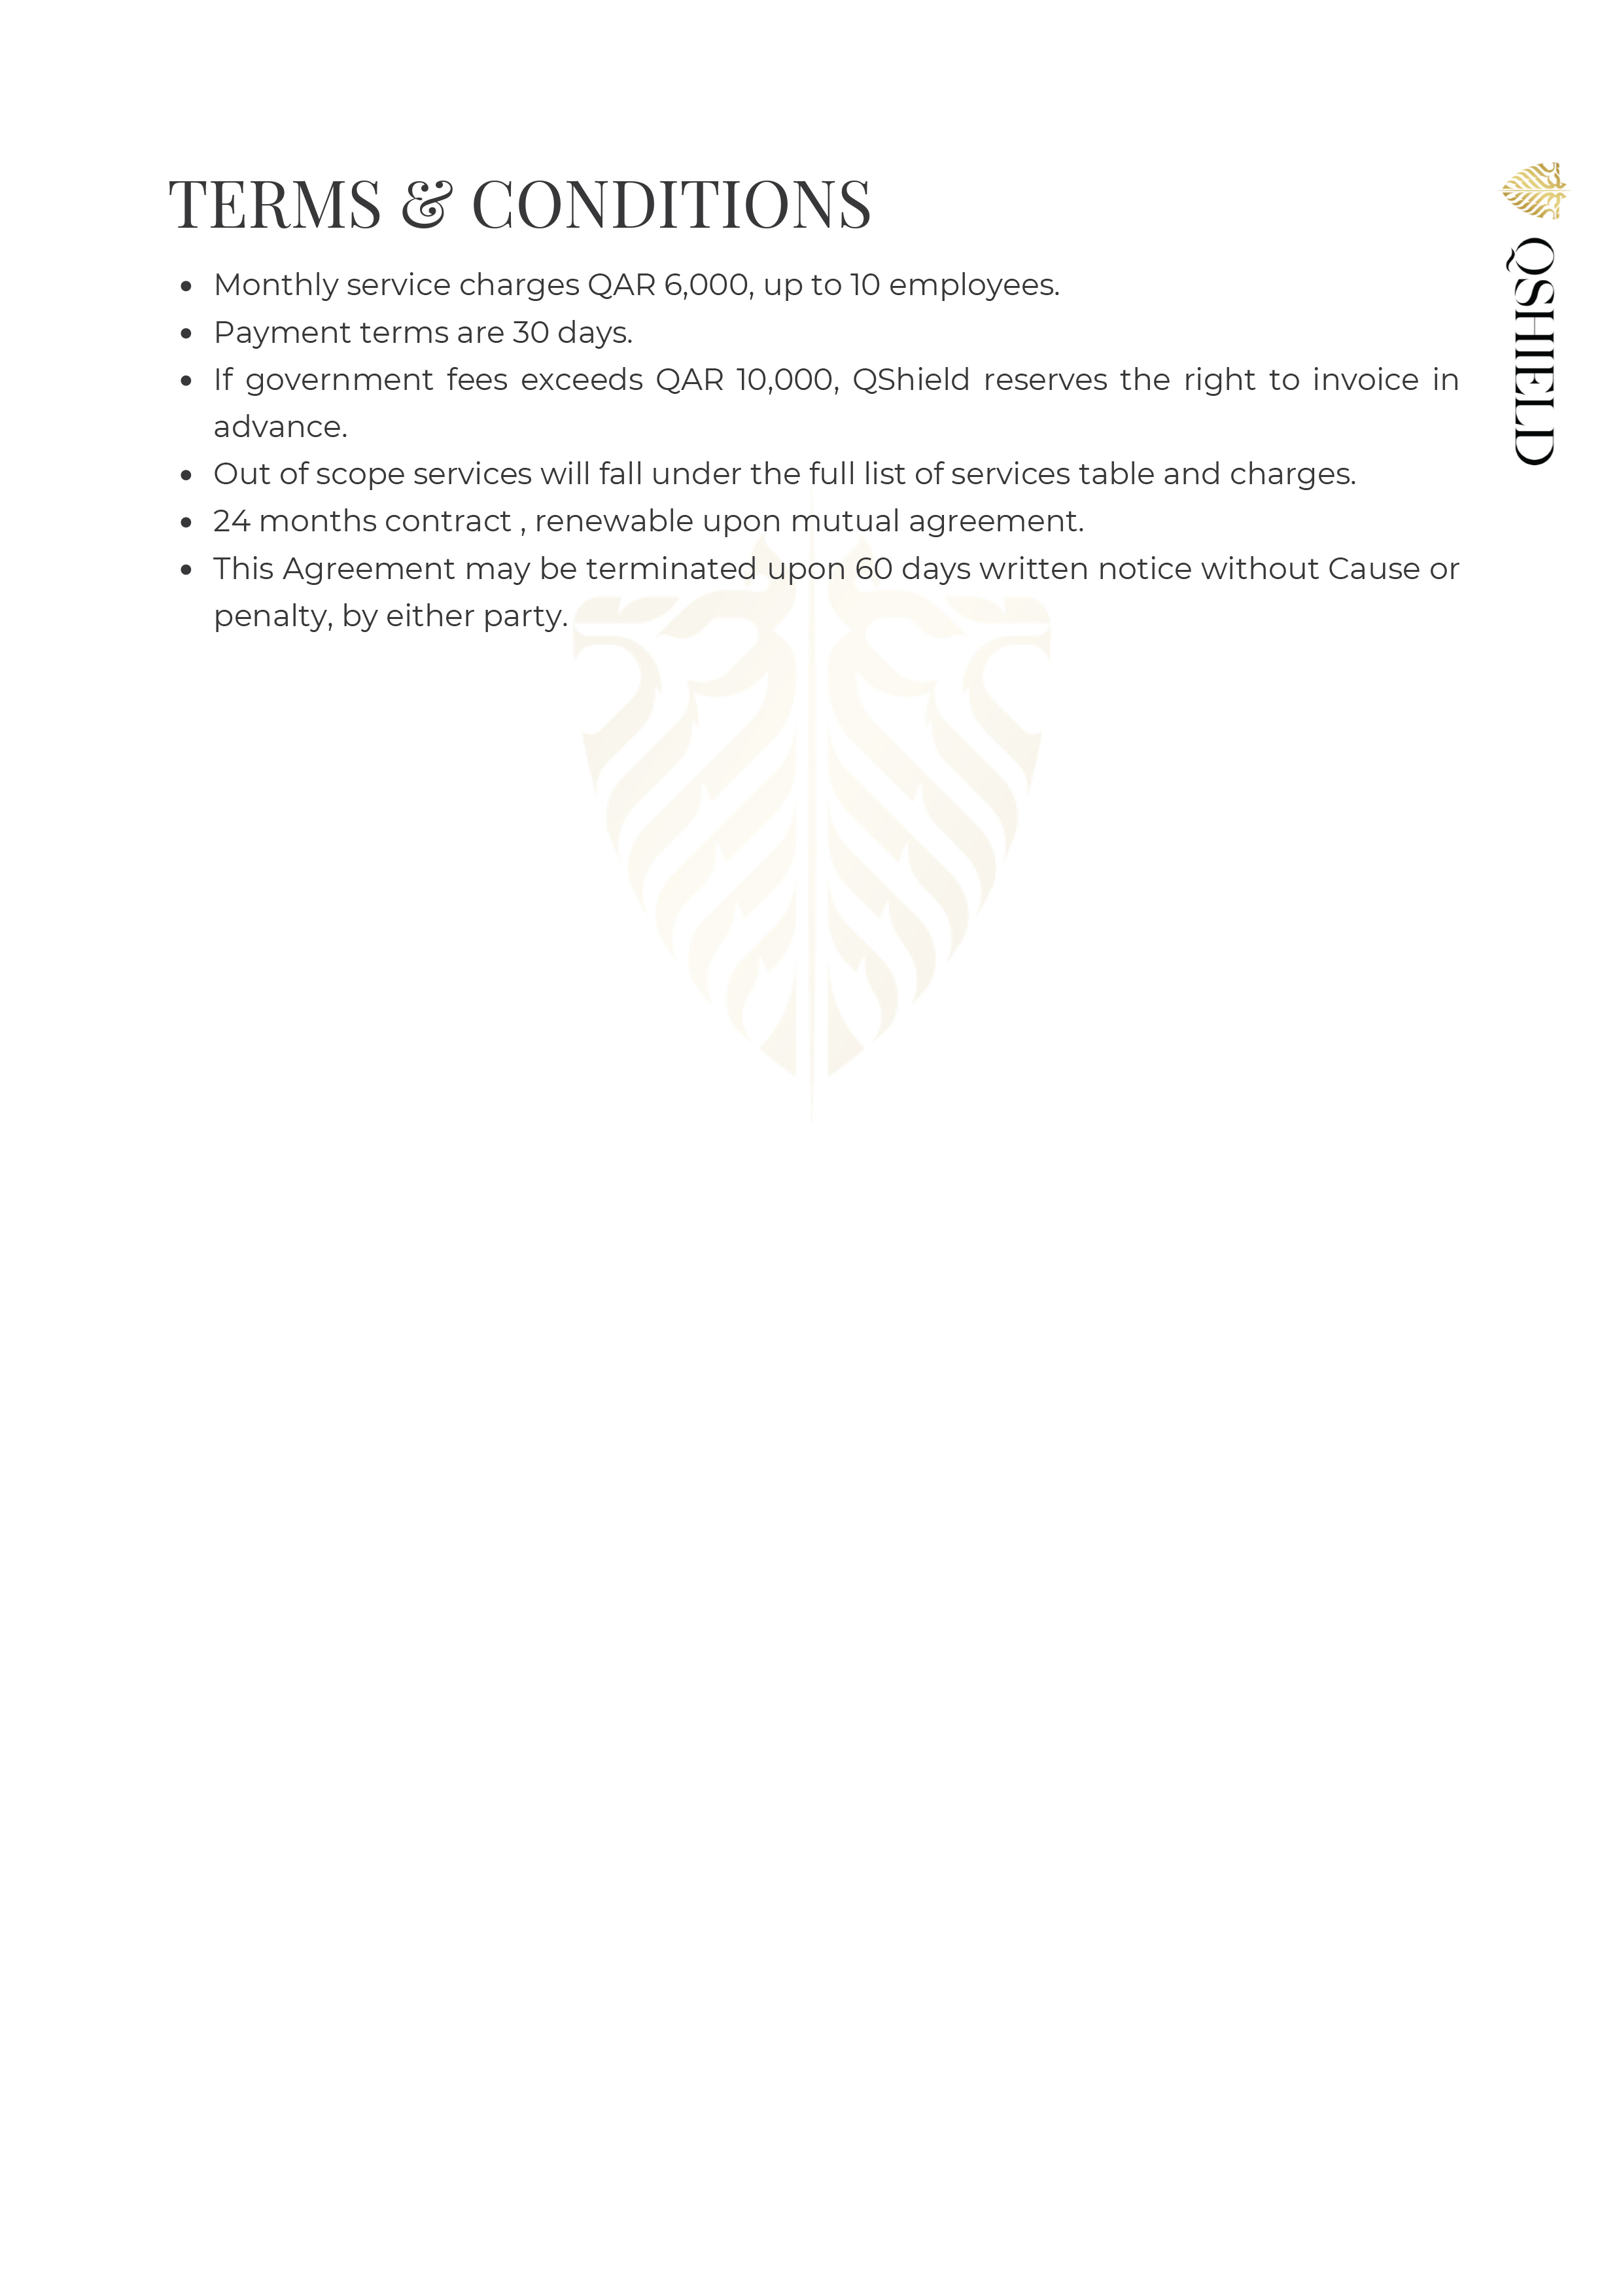 TERMS & CONDITIONS
• Monthly service charges QAR 6,000, up to 10 employees.
• Payment terms are 30 days.
• If government fees exceeds QAR 10,000, QShield reserves the right to invoice in
advance.
• Out of scope services will fall under the full list of services table and charges.
• 24 months contract , renewable upon mutual agreement.
• This Agreement may be terminated upon 60 days written notice without Cause or
penalty, by either party.
QSHIELD